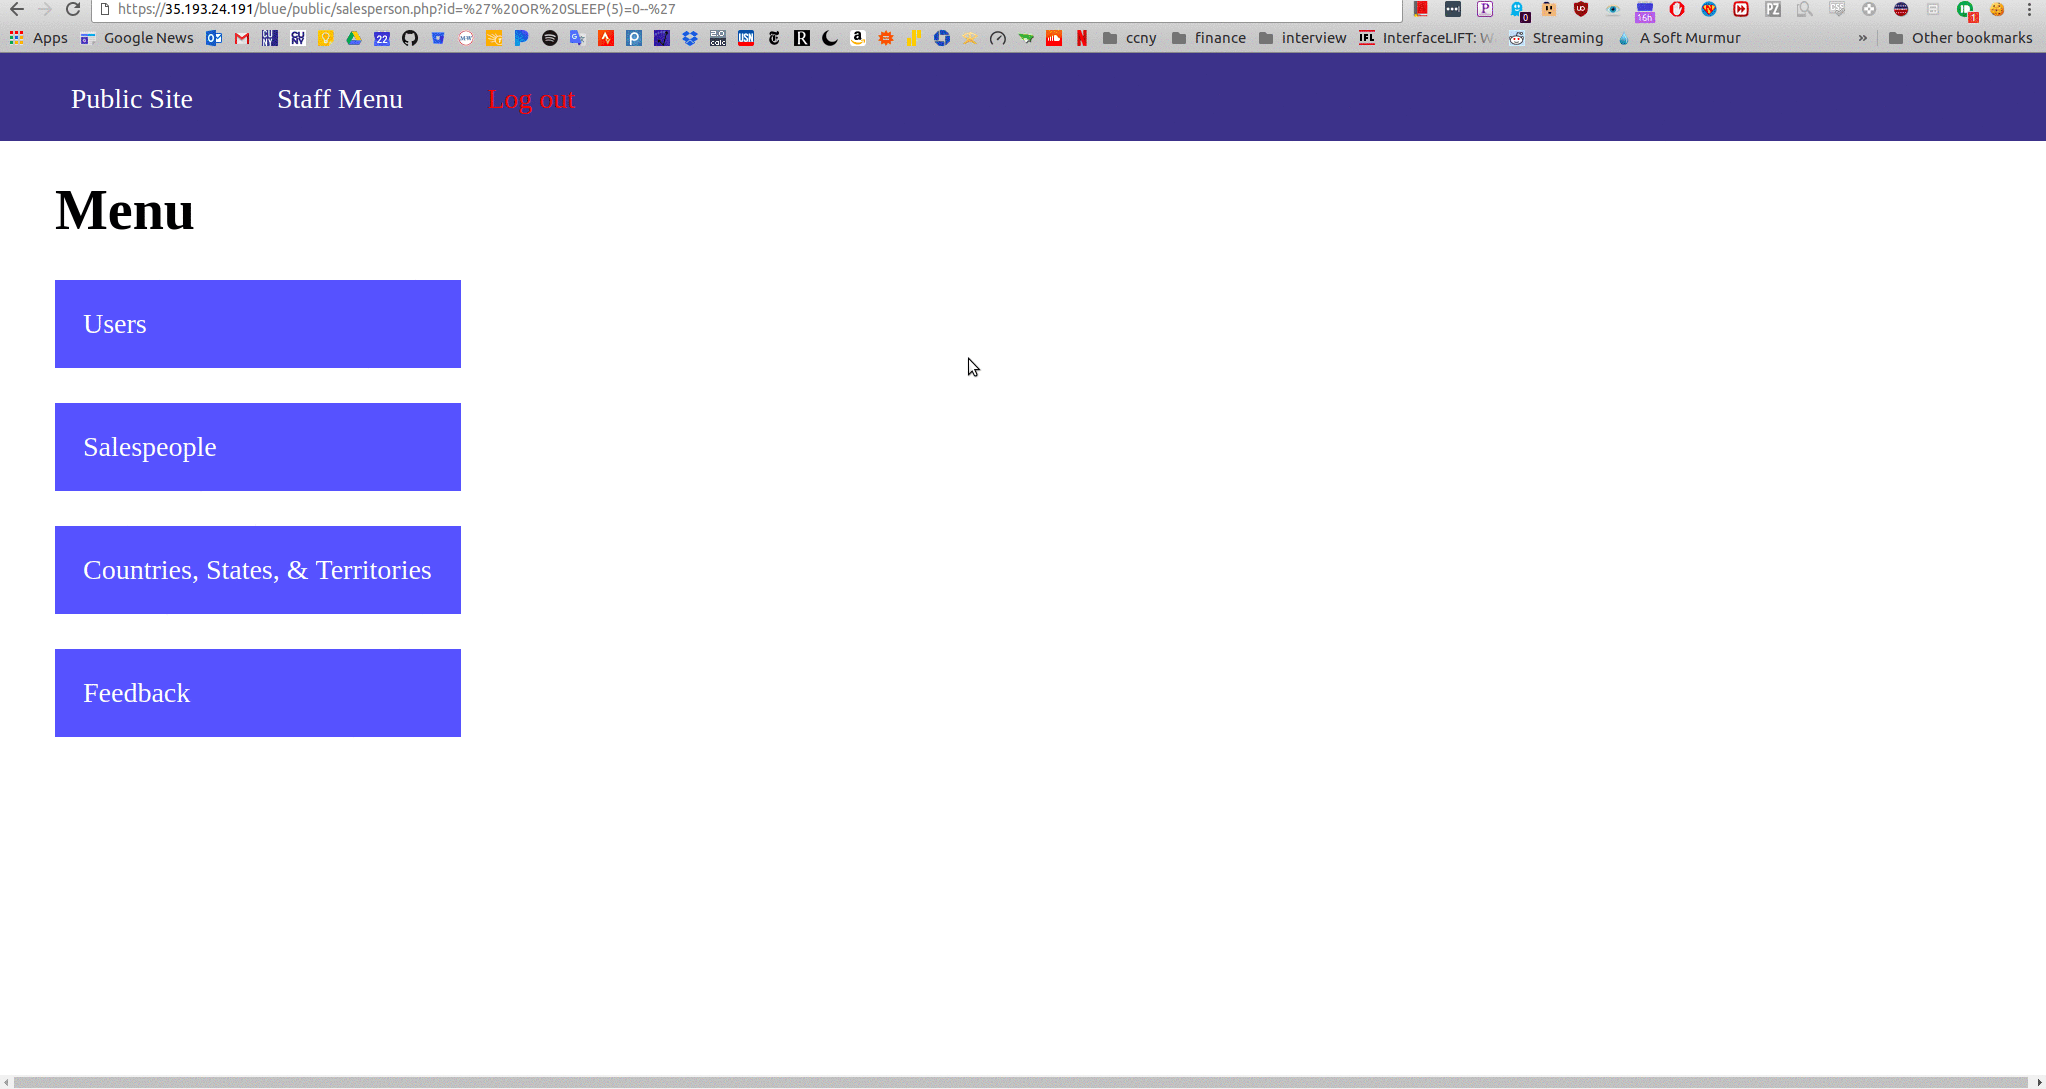 https://35.193.24.191/blue/public/salesperson.php?id=%27%20OR%20SLEEP(5)=0--%27
Apps Google News ccny finance interview InterfaceLIFT: W Streaming A Soft Murmur » Other bookmarks
Public Site Staff Menu Log out
Menu
Users
Salespeople
Countries, States, & Territories
Feedback